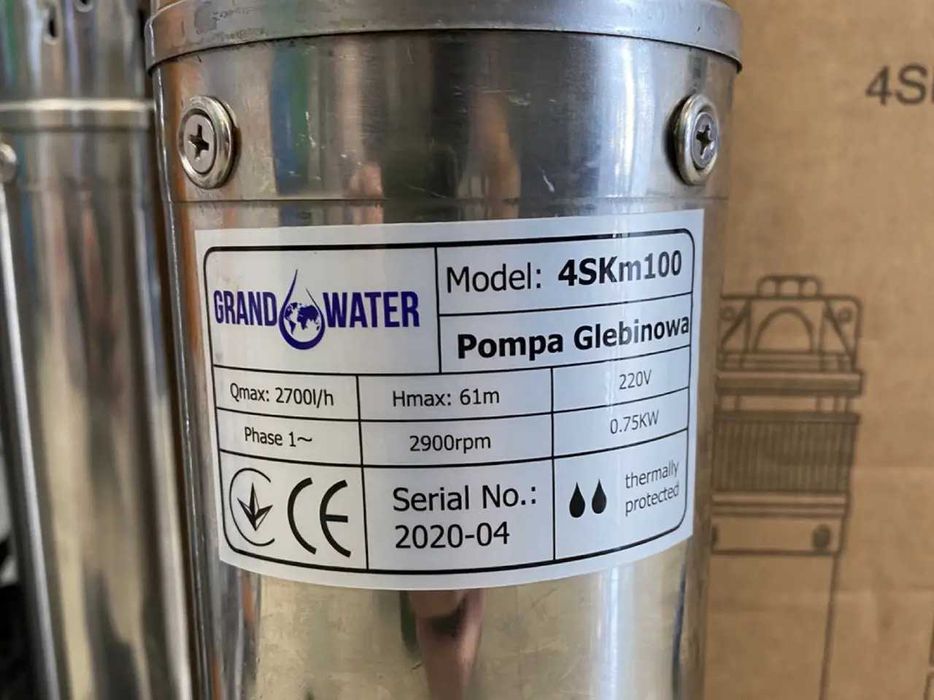 4S
GRAND WATER
Model: 4SKm100
Pompa Glebinowa
Qmax: 2700l/h
Hmax: 61m
220V
Phase 1~
2900rpm
0.75KW
CE
Serial No.:
2020-04
thermally
protected